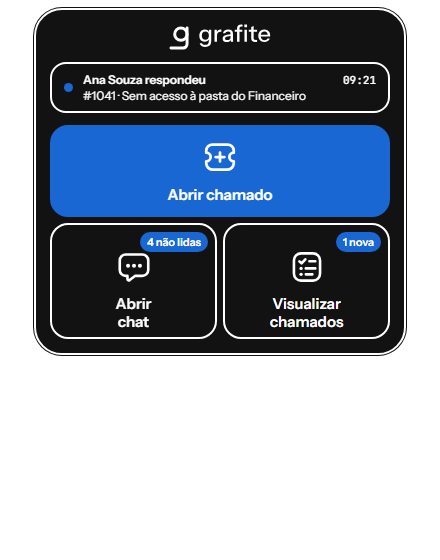 grafite
Ana Souza respondeu 09:21
#1041 · Sem acesso à pasta do Financeiro
Abrir chamado
4 não lidas
Abrir
chat
1 nova
Visualizar
chamados